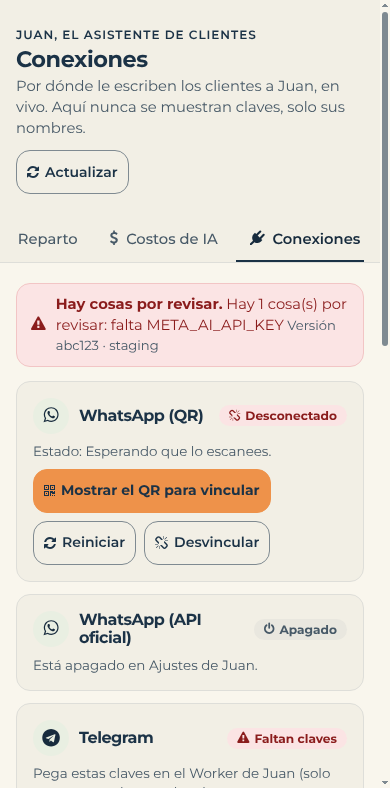 JUAN, EL ASISTENTE DE CLIENTES
Conexiones
Por dónde le escriben los clientes a Juan, en
vivo. Aquí nunca se muestran claves, solo sus
nombres.
Actualizar
Reparto
Costos de IA
Conexiones
Hay cosas por revisar. Hay 1 cosa(s) por
revisar: falta META_AI_API_KEY Versión
abc123 · staging
WhatsApp (QR)
Desconectado
Estado: Esperando que lo escanees.
Mostrar el QR para vincular
Reiniciar
Desvincular
WhatsApp (API
oficial)
Apagado
Está apagado en Ajustes de Juan.
Telegram
Faltan claves
Pega estas claves en el Worker de Juan (solo